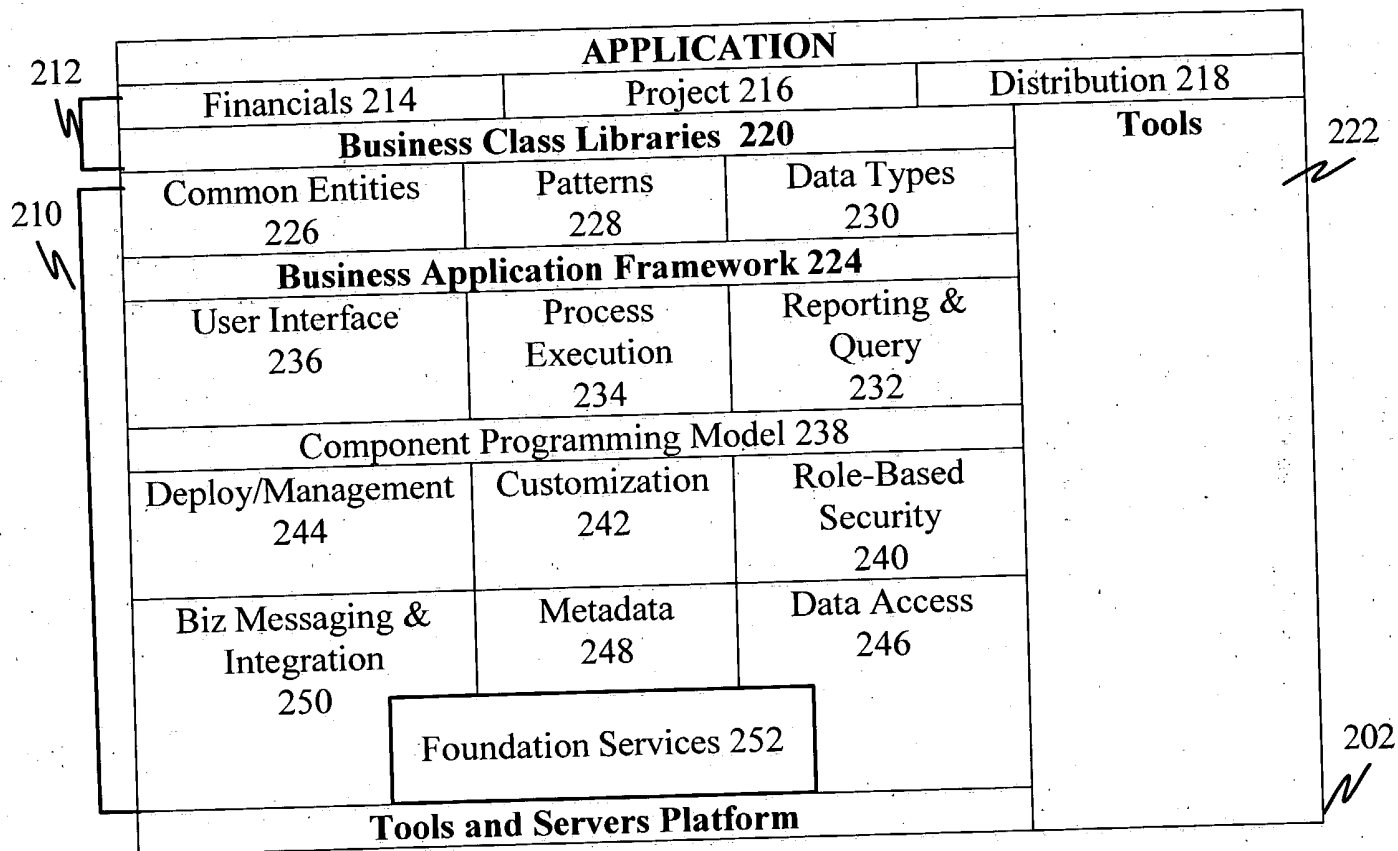 APPLICATION
212
Financials 214
Project 216
Distribution 218
Business Class Libraries 220
Tools
222
Common Entities
226
Patterns
228
Data Types
230
210
Business Application Framework 224
User Interface
236
Process
Execution
234
Reporting &
Query
232
Component Programming Model 238
Deploy/Management
244
Customization
242
Role-Based
Security
240
Biz Messaging &
Integration
250
Metadata
248
Data Access
246
Foundation Services 252
202
Tools and Servers Platform